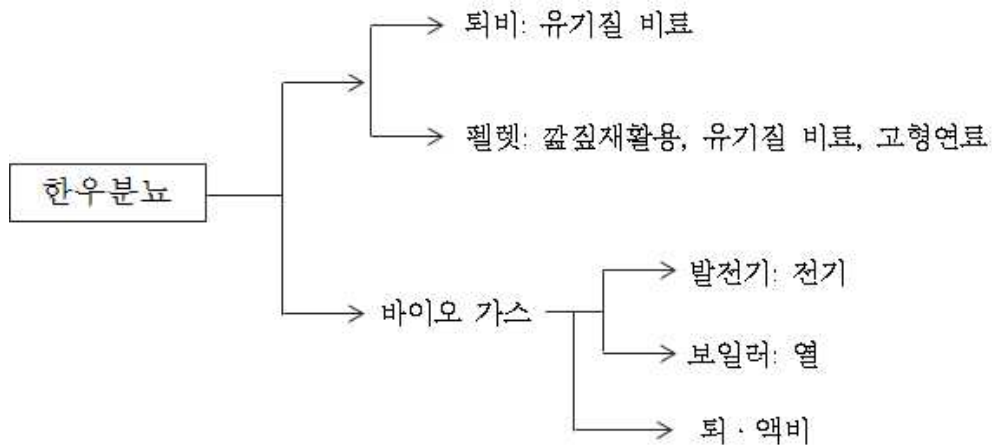 퇴비: 유기질 비료
펠렛: 깔짚재활용, 유기질 비료, 고형연료
한우분뇨
발전기: 전기
바이오 가스
보일러: 열
퇴 · 액비